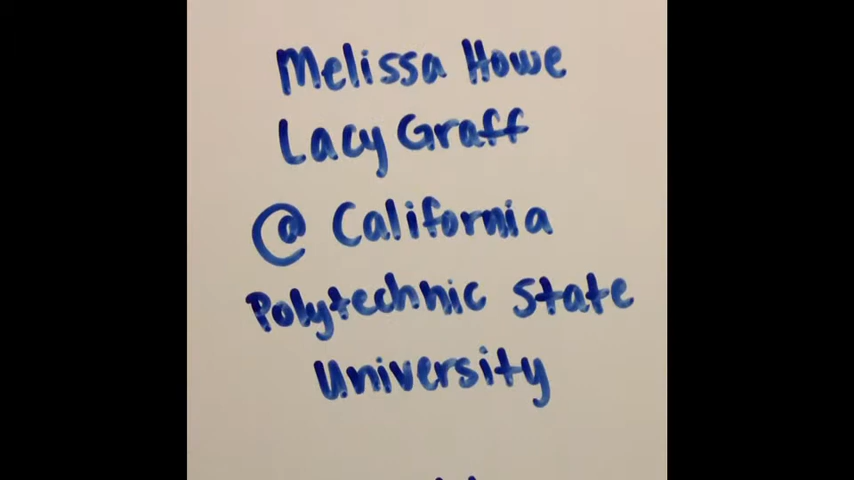 Melissa Howe
Lacy Graff
@ California
Polytechnic State
University